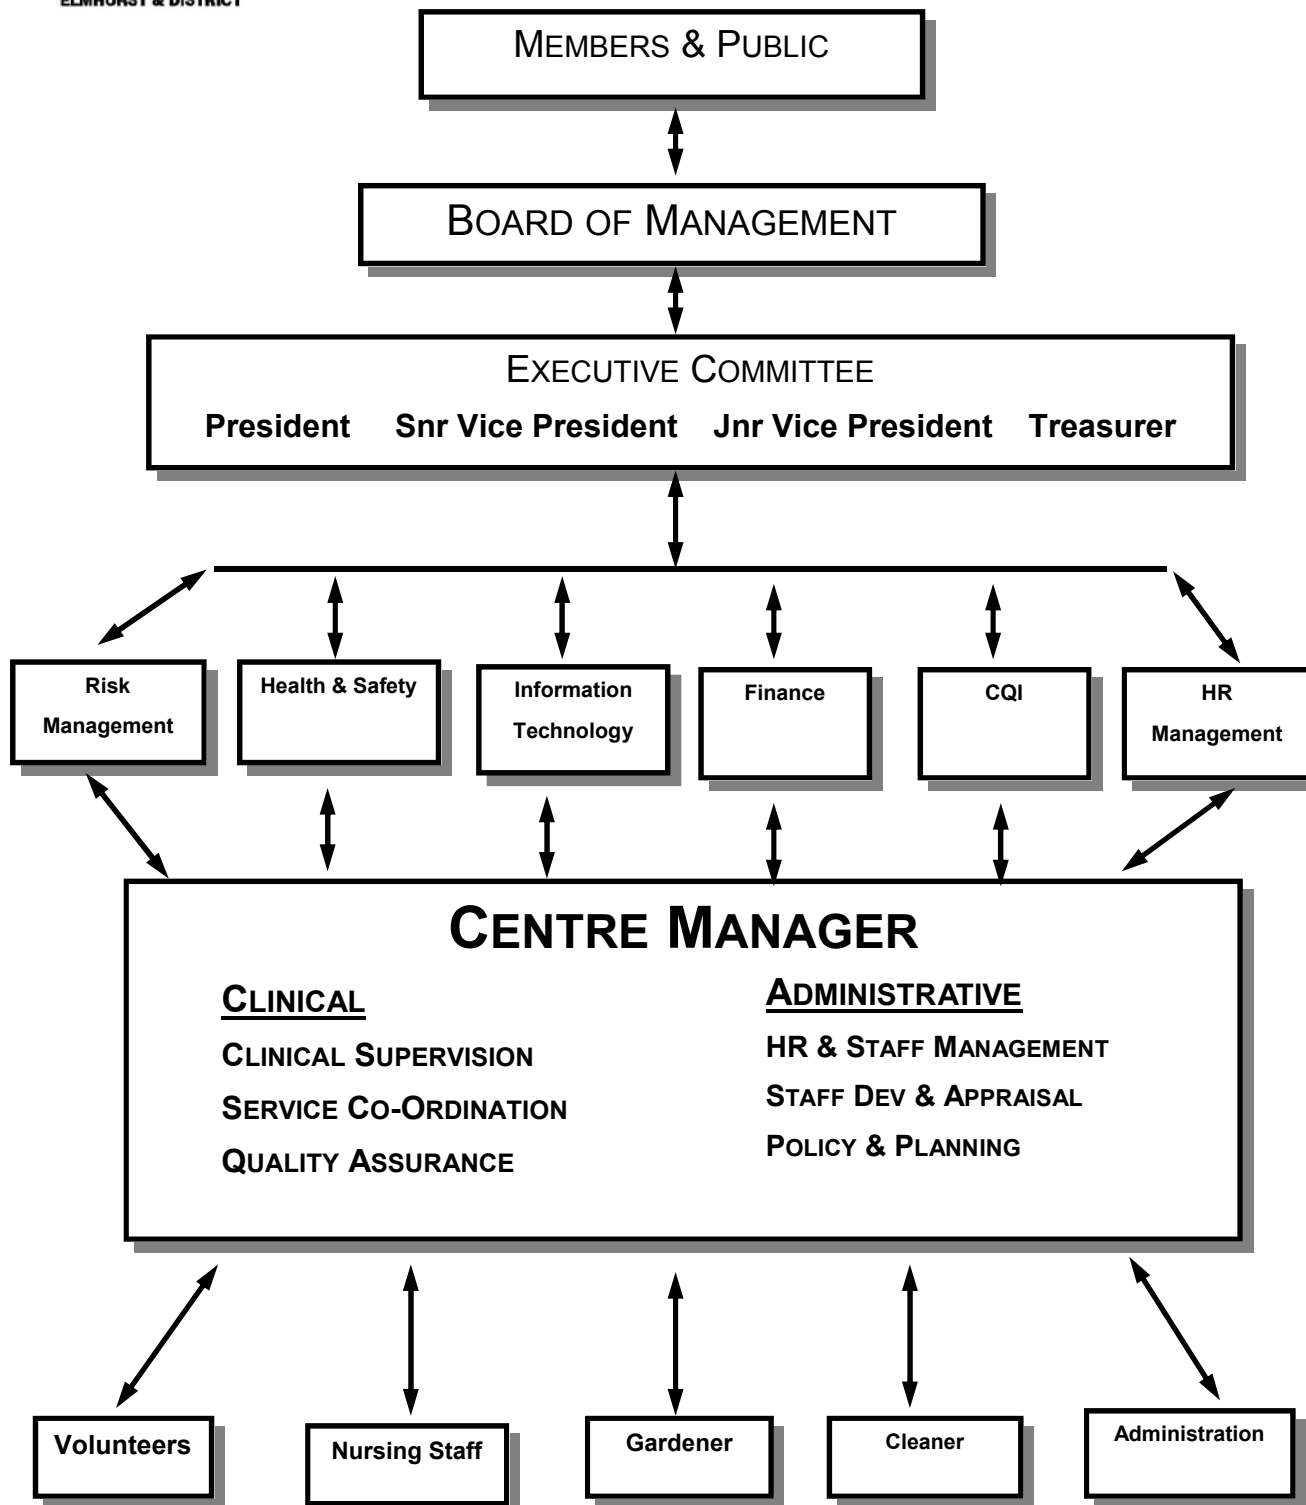 ELMHURST & DISTRICT
MEMBERS & PUBLIC
BOARD OF MANAGEMENT
EXECUTIVE COMMITTEE
President Snr Vice President Jnr Vice President Treasurer
Risk
Management
Health & Safety
Information
Technology
Finance
CQI
HR
Management
CENTRE MANAGER
CLINICAL
CLINICAL SUPERVISION
SERVICE CO-ORDINATION
QUALITY ASSURANCE
ADMINISTRATIVE
HR & STAFF MANAGEMENT
STAFF DEV & APPRAISAL
POLICY & PLANNING
Volunteers
Nursing Staff
Gardener
Cleaner
Administration